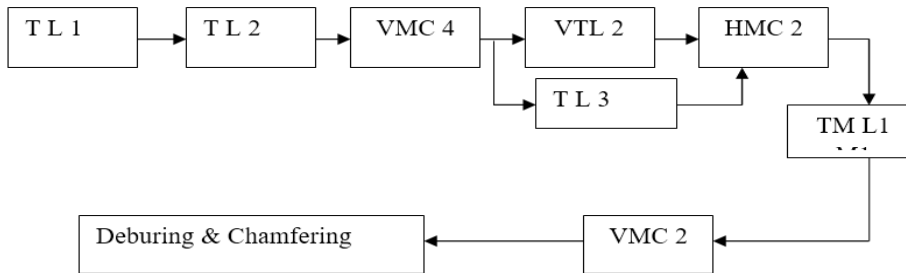 T L 1
T L 2
VMC 4
VTL 2
HMC 2
T L 3
TM L1
VMC 2
Deburing & Chamfering